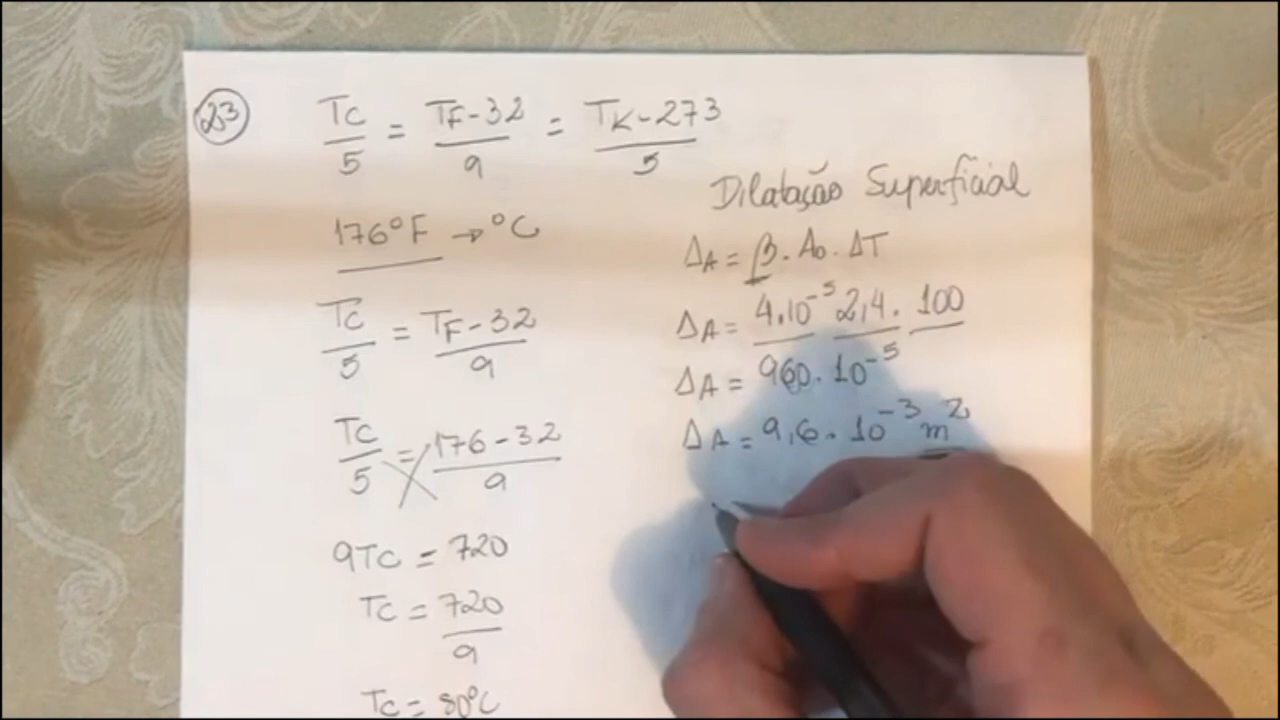 23
Tc/5 = TF-32/9 = TK-273/5
176°F → °C
Tc/5 = TF-32/9
Tc/5 = 176-32/9
9Tc = 720
Tc = 720/9
Tc = 80°C
Dilatação Superficial
ΔA = β. A0. ΔT
ΔA = 4.10⁻⁵ 2,4. 100
ΔA = 960. 10⁻⁵
ΔA = 9,6. 10⁻³ m²